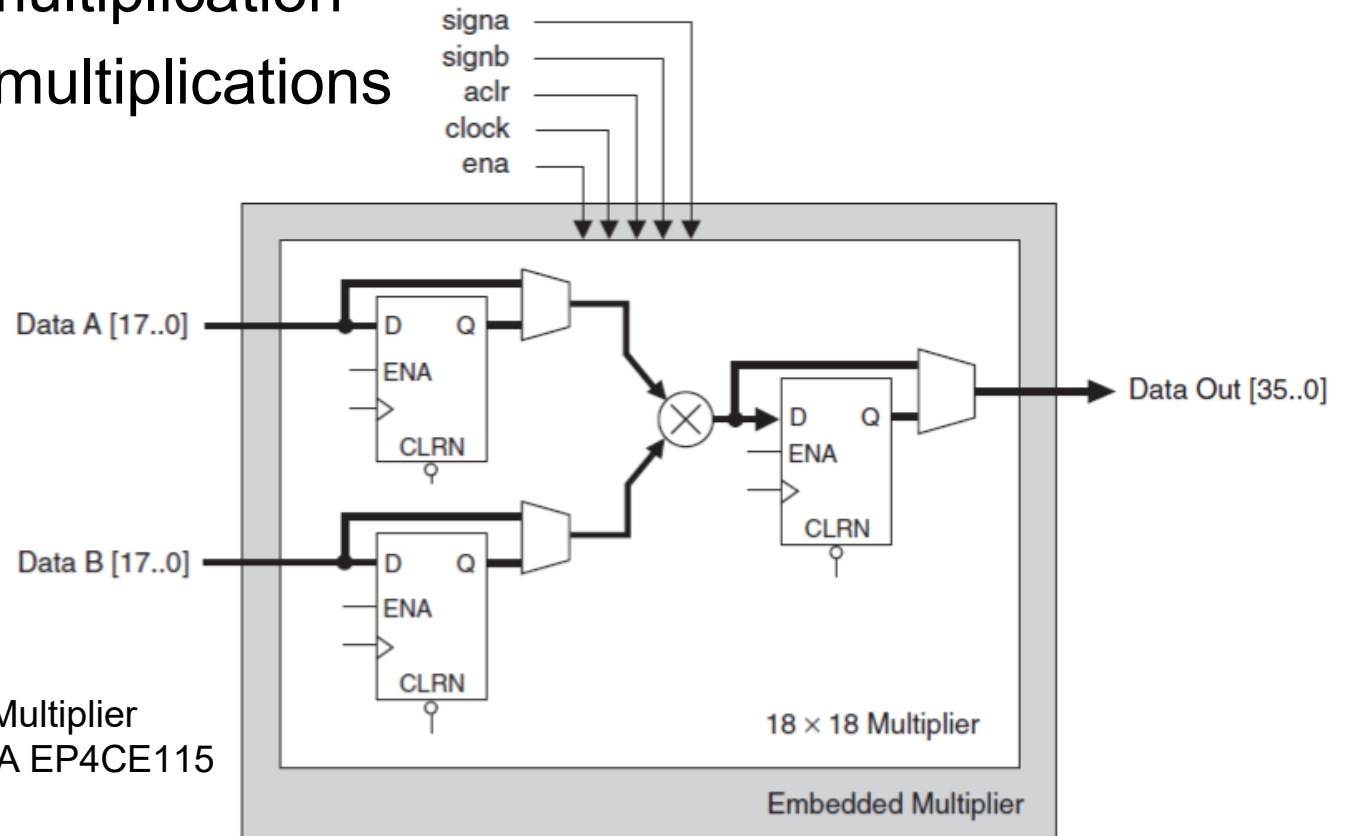 multiplication
multiplications
signa
signb
aclr
clock
ena
Data A [17..0]
D Q
ENA
CLRN
Data Out [35..0]
D Q
ENA
CLRN
Data B [17..0]
D Q
ENA
CLRN
18 × 18 Multiplier
Embedded Multiplier
Multiplier
EP4CE115